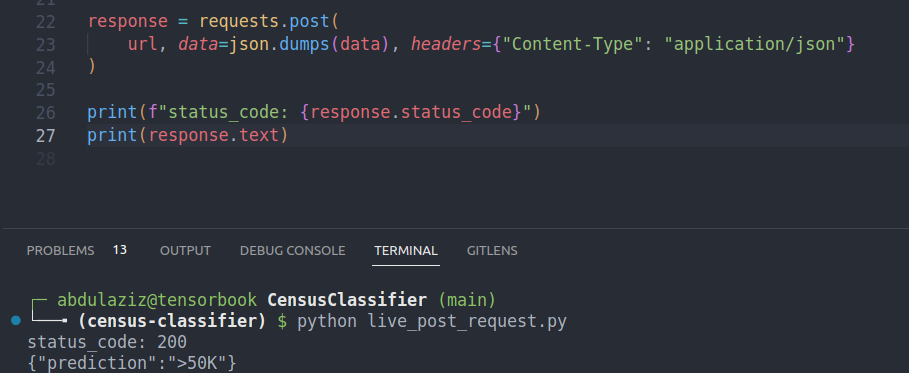 21
22 response = requests.post(
23 url, data=json.dumps(data), headers={"Content-Type": "application/json"}
24 )
25
26 print(f"status_code: {response.status_code}")
27 print(response.text)
28
PROBLEMS 13 OUTPUT DEBUG CONSOLE TERMINAL GITLENS
abdulaziz@tensorbook CensusClassifier (main)
(census-classifier) $ python live_post_request.py
status_code: 200
{"prediction":">50K"}